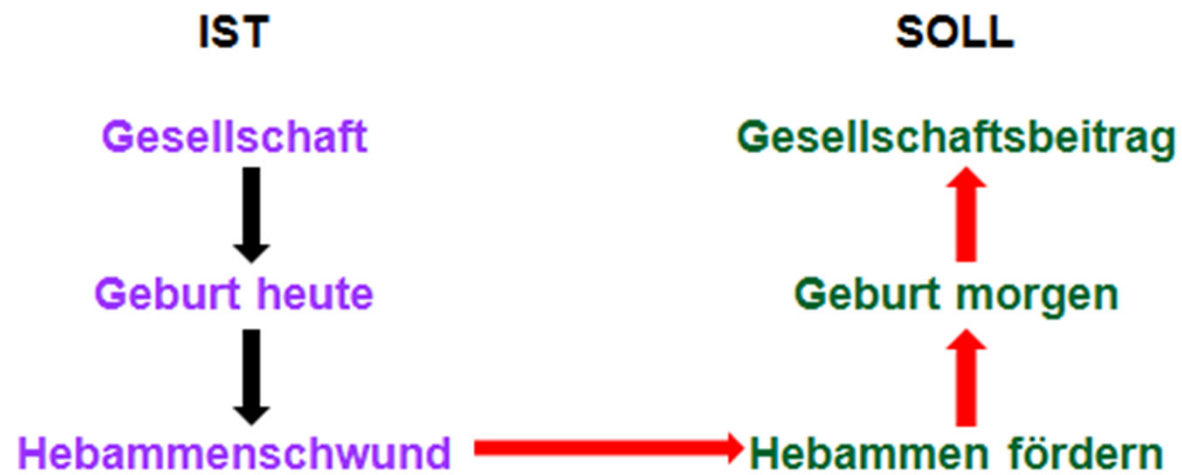 IST
SOLL
Gesellschaft
Gesellschaftsbeitrag
Geburt heute
Geburt morgen
Hebammenschwund
Hebammen fördern